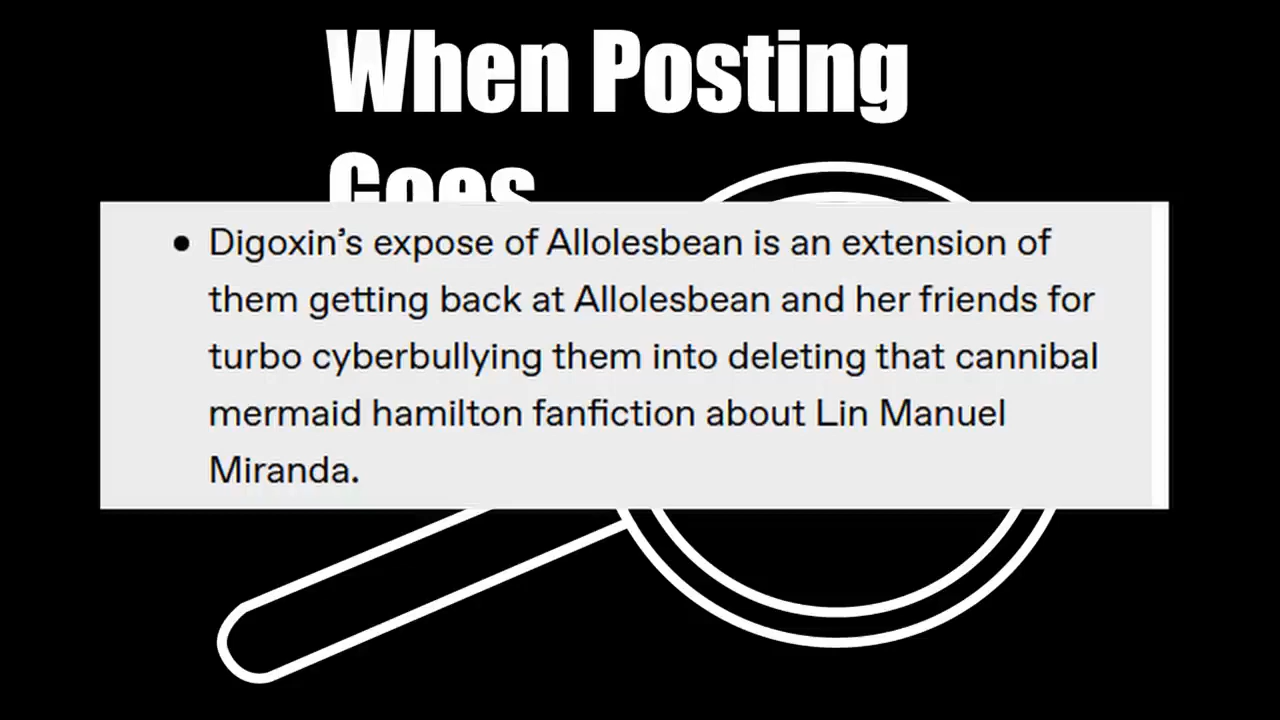 When Posting
Goes
• Digoxin’s expose of Allolesbean is an extension of
them getting back at Allolesbean and her friends for
turbo cyberbullying them into deleting that cannibal
mermaid hamilton fanfiction about Lin Manuel
Miranda.